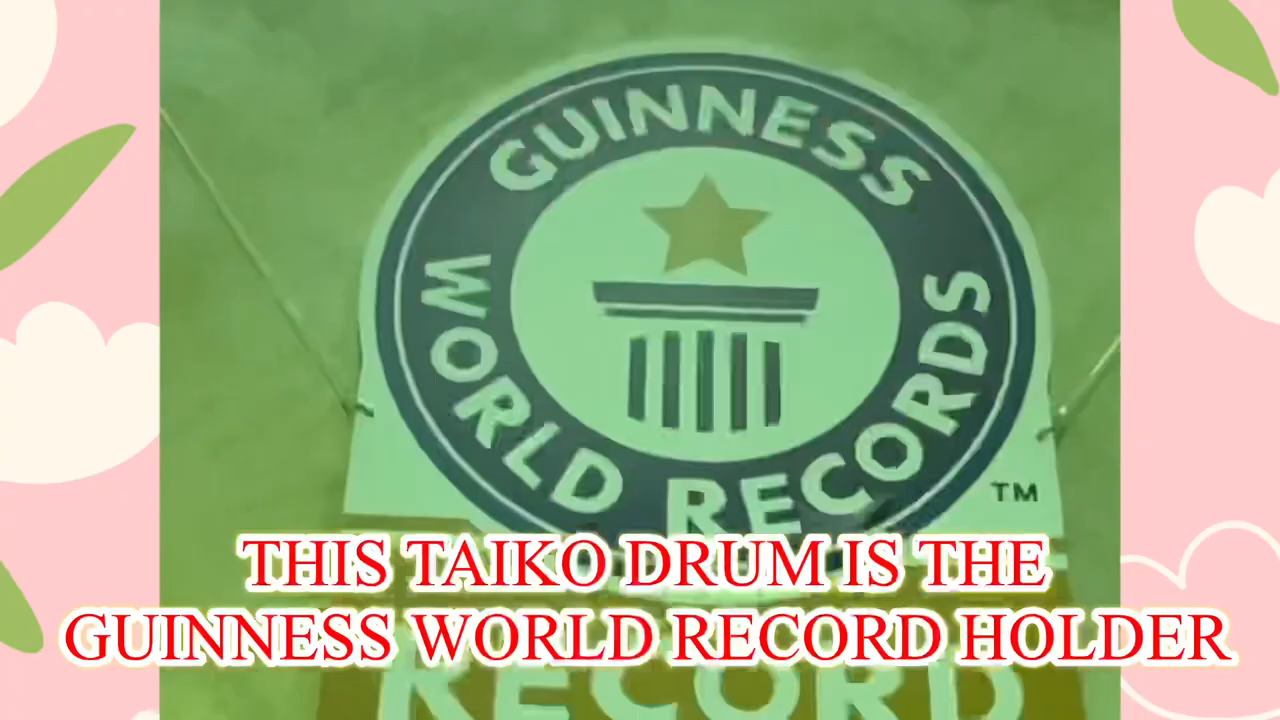 GUINNESS
WORLD RECORDS
TM
THIS TAIKO DRUM IS THE
GUINNESS WORLD RECORD HOLDER
RECORD